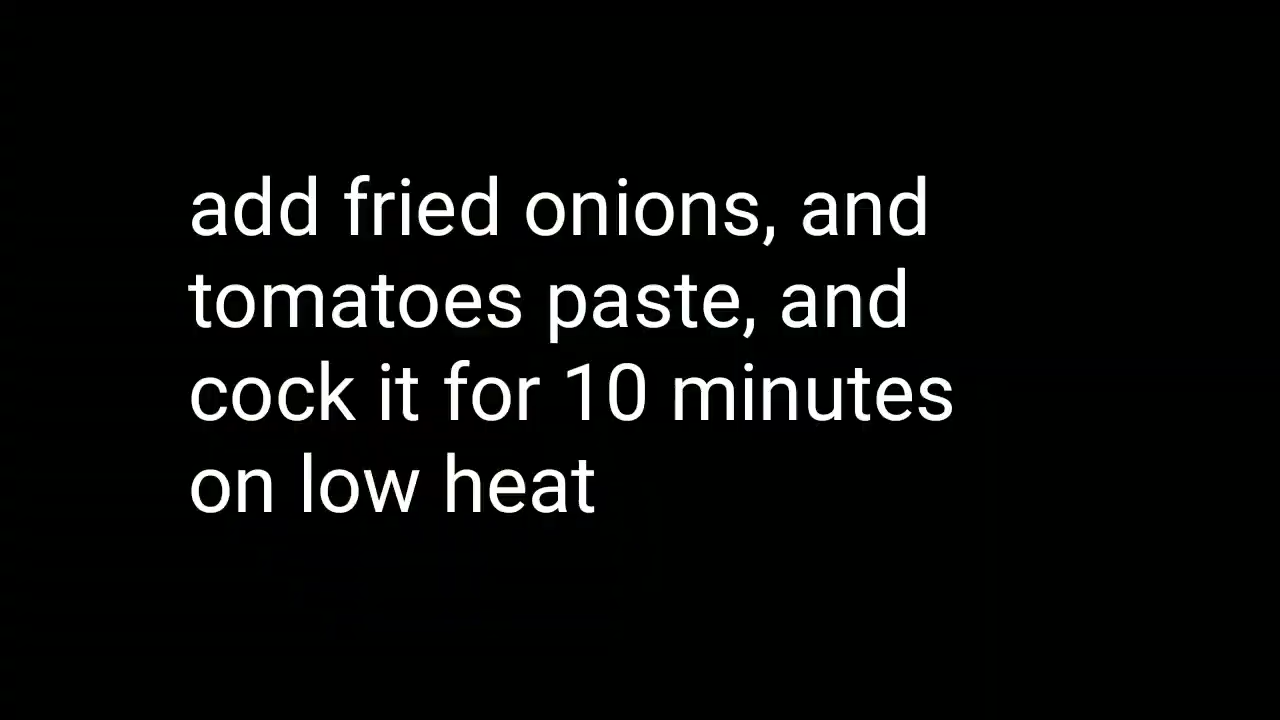 add fried onions, and
tomatoes paste, and
cock it for 10 minutes
on low heat